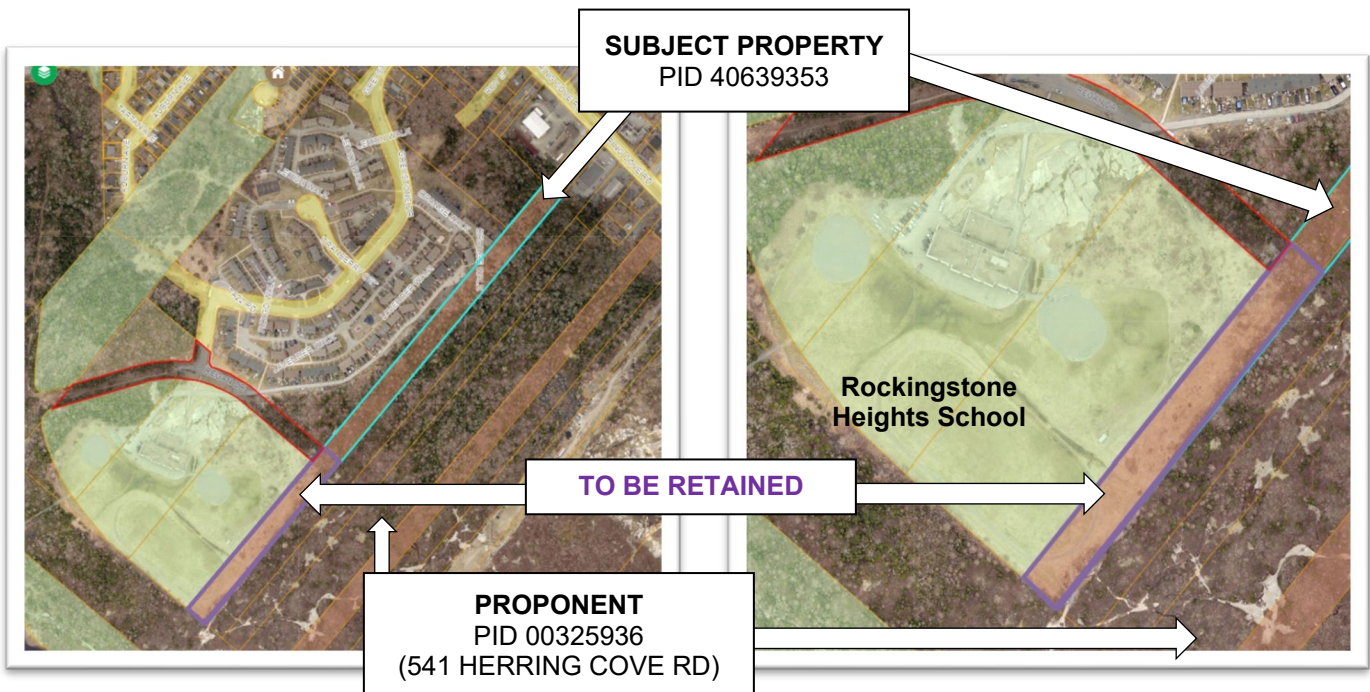 SUBJECT PROPERTY
PID 40639353
Rockingstone
Heights School
TO BE RETAINED
PROPONENT
PID 00325936
(541 HERRING COVE RD)